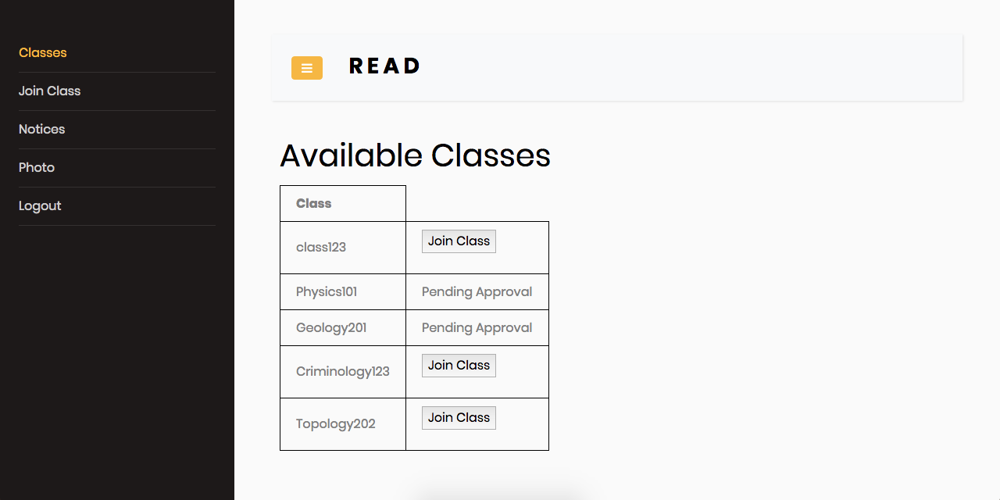 Classes
Join Class
Notices
Photo
Logout
READ
Available Classes
Class
class123 Join Class
Physics101 Pending Approval
Geology201 Pending Approval
Criminology123 Join Class
Topology202 Join Class